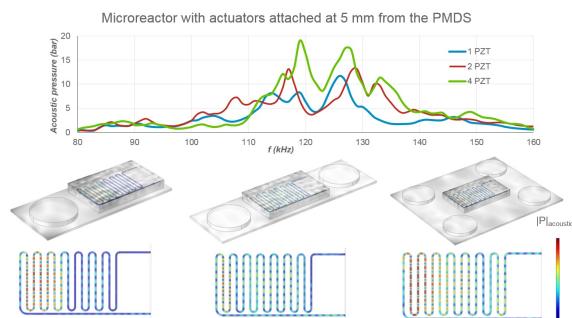 Microreactor with actuators attached at 5 mm from the PMDS
Acoustic pressure (bar)
20
15
10
5
0
80 90 100 110 120 130 140 150 160
f (kHz)
1 PZT
2 PZT
4 PZT
|P|acoustic